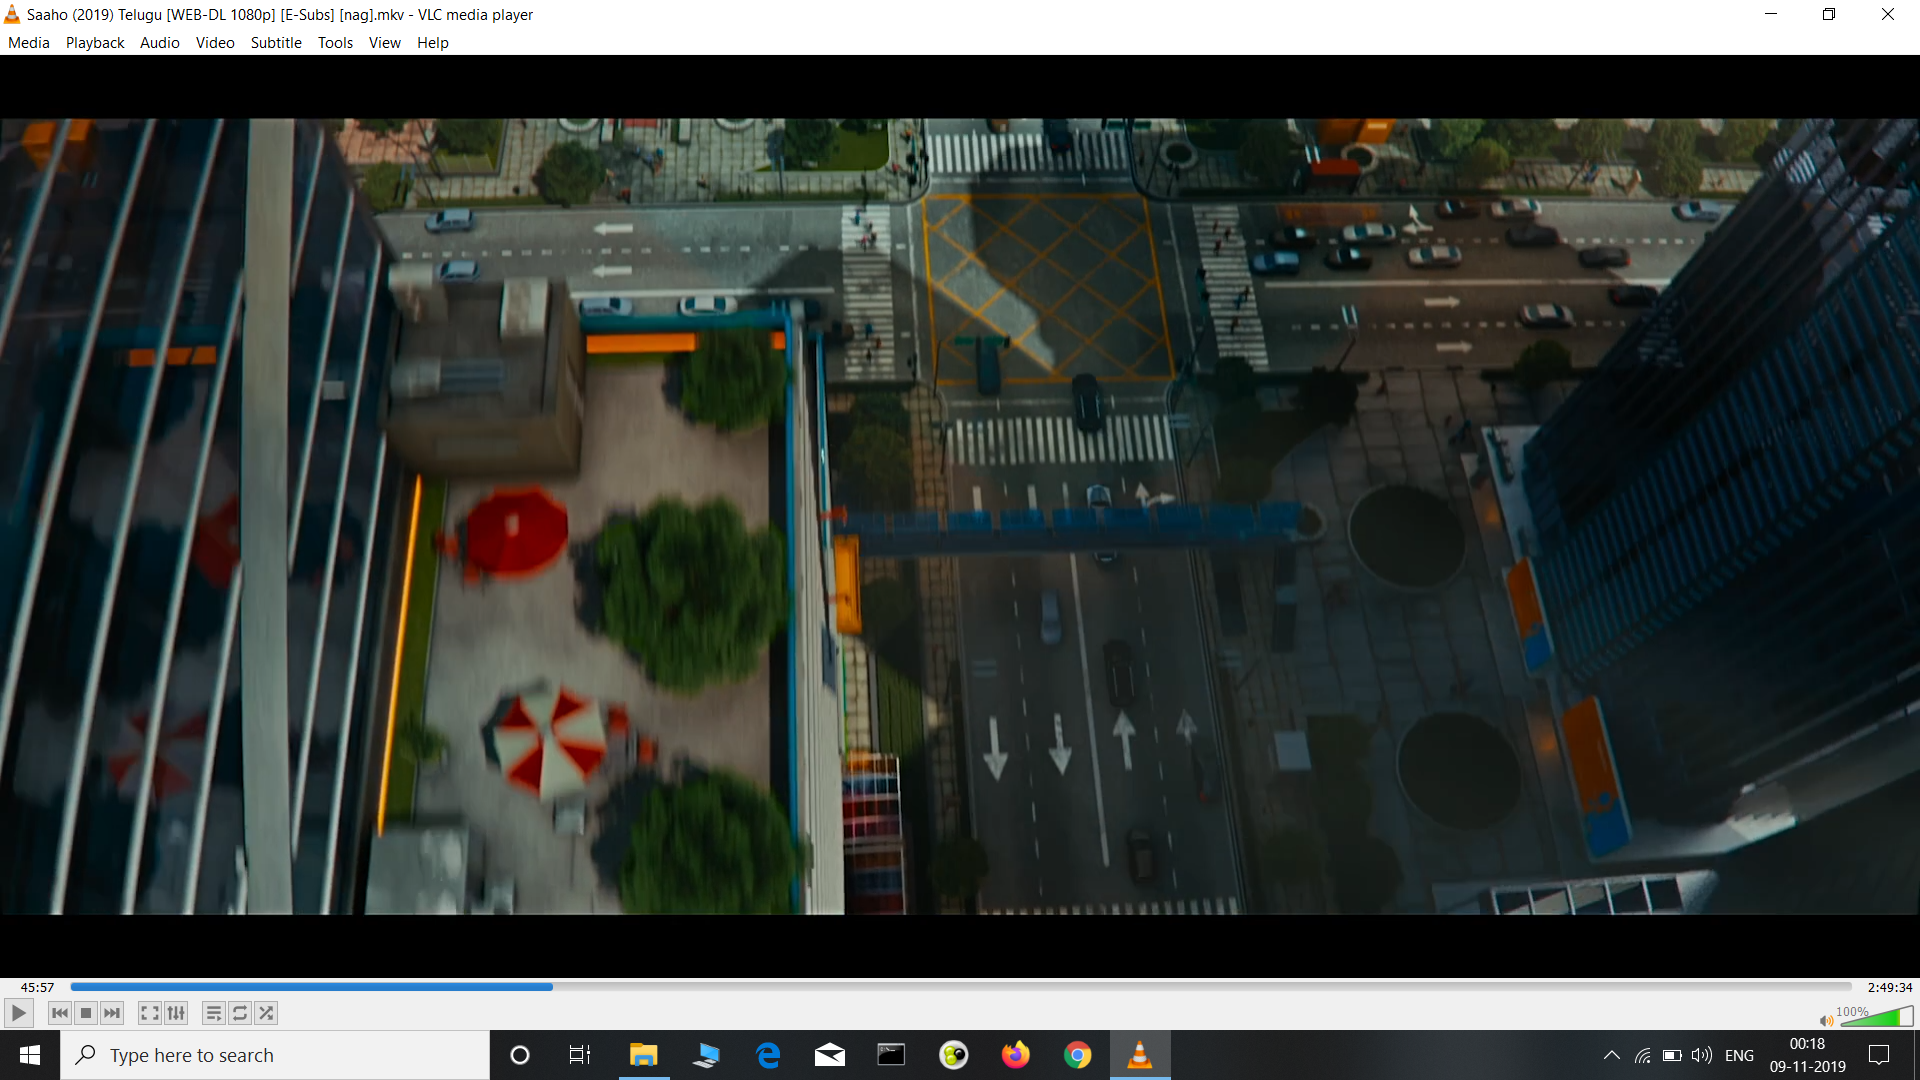 Saaho (2019) Telugu [WEB-DL 1080p] [E-Subs] [nag].mkv - VLC media player
Media Playback Audio Video Subtitle Tools View Help
45:57 2:49:34
100%
Type here to search
ENG
00:18
09-11-2019